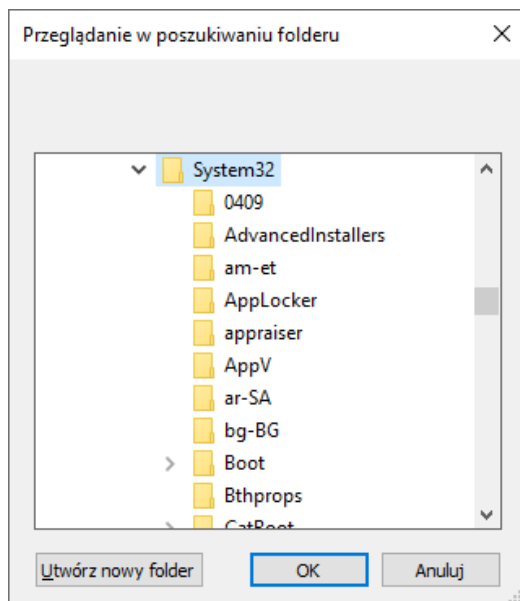 Przeglądanie w poszukiwaniu folderu
System32
0409
AdvancedInstallers
am-et
AppLocker
appraiser
AppV
ar-SA
bg-BG
Boot
Bthprops
CatRoot
Utwórz nowy folder
OK
Anuluj